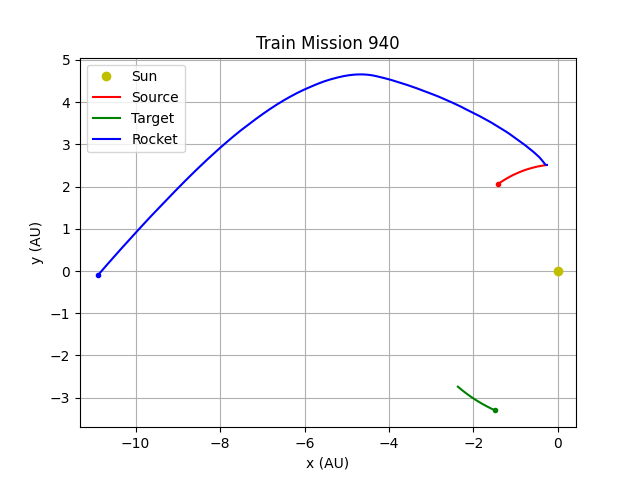 Train Mission 940
Sun
Source
Target
Rocket
5
4
3
2
1
0
−1
−2
−3
y (AU)
−10
−8
−6
−4
−2
0
x (AU)